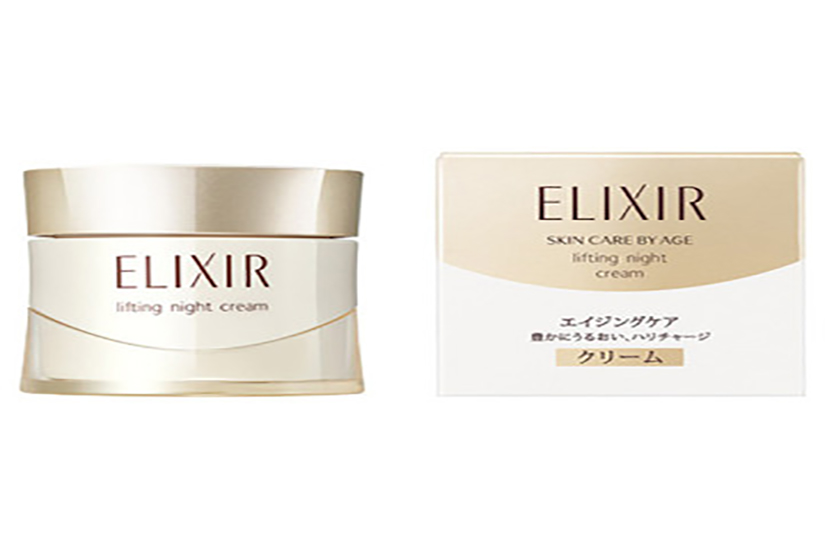 ELIXIR
lifting night cream
ELIXIR
SKIN CARE BY AGE
lifting night
cream
エイジングケア
豊かにうるおい、ハリチャージ
クリーム